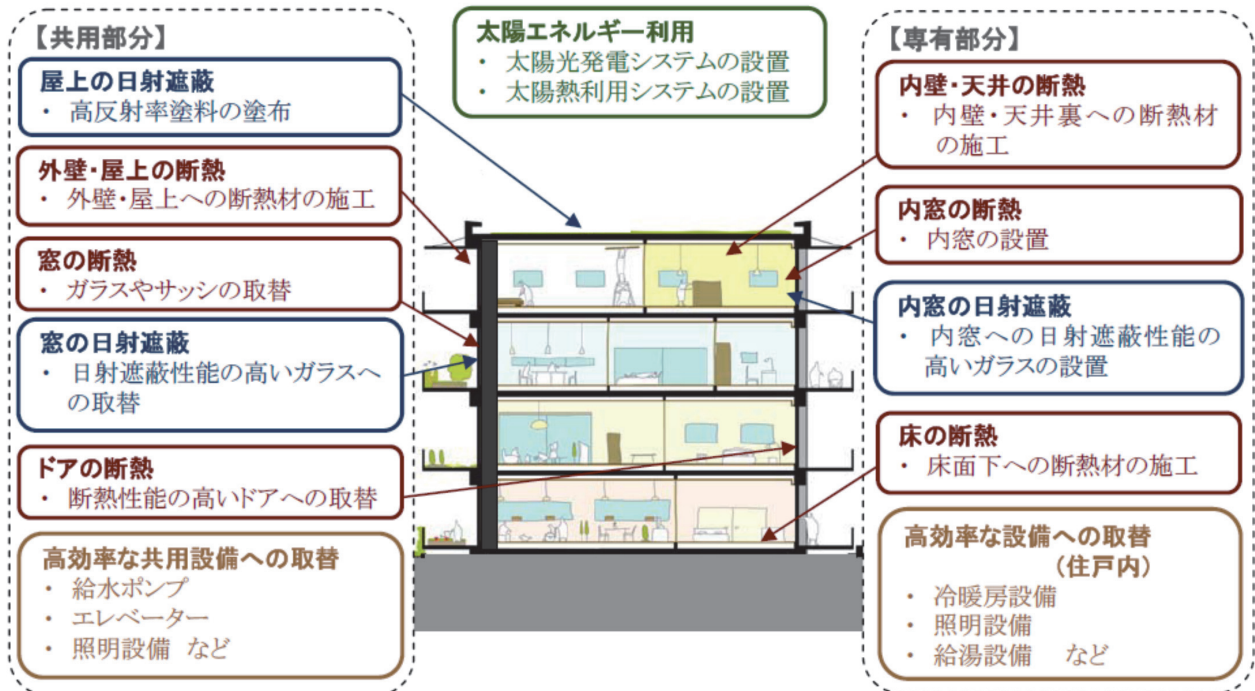 【共用部分】
屋上の日射遮蔽
・ 高反射率塗料の塗布
外壁・屋上の断熱
・ 外壁・屋上への断熱材の施工
窓の断熱
・ ガラスやサッシの取替
窓の日射遮蔽
・ 日射遮蔽性能の高いガラスへ
の取替
ドアの断熱
・ 断熱性能の高いドアへの取替
高効率な共用設備への取替
・ 給水ポンプ
・ エレベーター
・ 照明設備 など
太陽エネルギー利用
・ 太陽光発電システムの設置
・ 太陽熱利用システムの設置
【専有部分】
内壁・天井の断熱
・ 内壁・天井裏への断熱材
の施工
内窓の断熱
・ 内窓の設置
内窓の日射遮蔽
・ 内窓への日射遮蔽性能の
高いガラスの設置
床の断熱
・ 床面下への断熱材の施工
高効率な設備への取替
(住戸内)
・ 冷暖房設備
・ 照明設備
・ 給湯設備 など